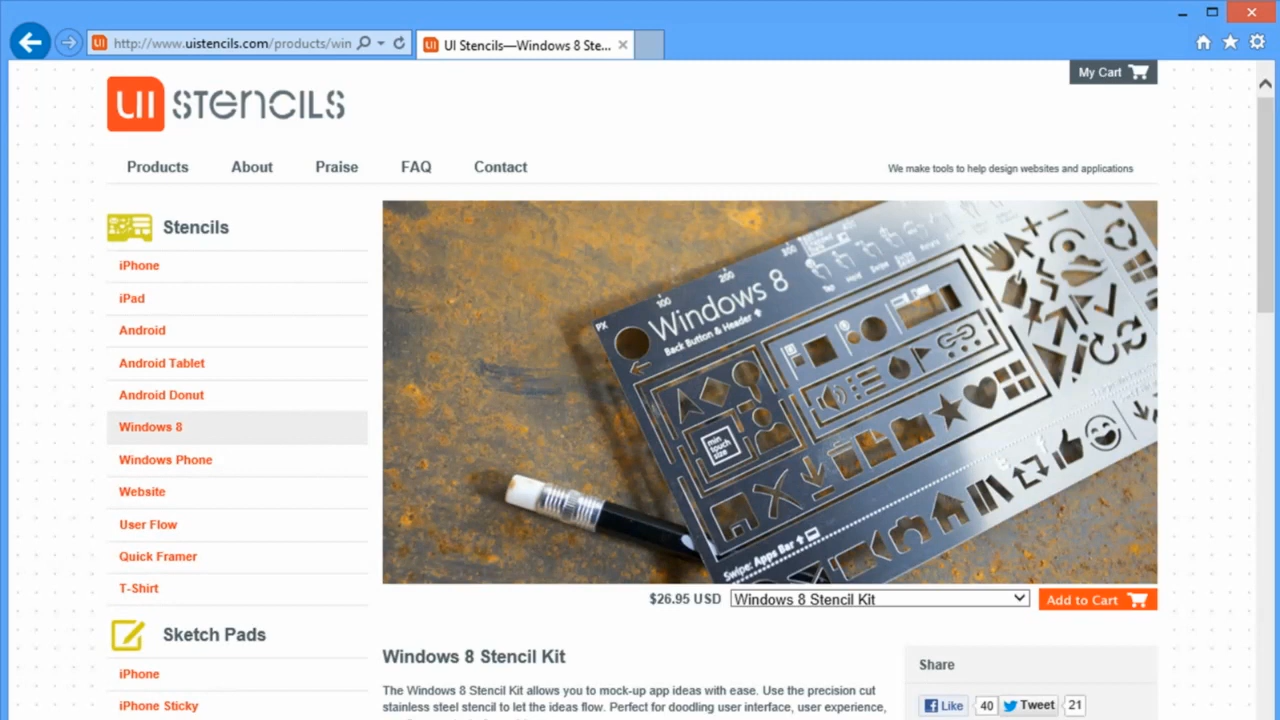 http://www.uistencils.com/products/win
UI Stencils—Windows 8 Ste...
My Cart
UI STENCILS
Products
About
Praise
FAQ
Contact
We make tools to help design websites and applications
Stencils
iPhone
iPad
Android
Android Tablet
Android Donut
Windows 8
Windows Phone
Website
User Flow
Quick Framer
T-Shirt
Sketch Pads
iPhone
iPhone Sticky
PX
100
200
300
Windows 8
Back Button & Header
min
touch
size
Tap
Swipe: Apps Bar
$26.95 USD
Windows 8 Stencil Kit
Add to Cart
Windows 8 Stencil Kit
The Windows 8 Stencil Kit allows you to mock-up app ideas with ease. Use the precision cut
stainless steel stencil to let the ideas flow. Perfect for doodling user interface, user experience,
Share
Like
40
Tweet
21